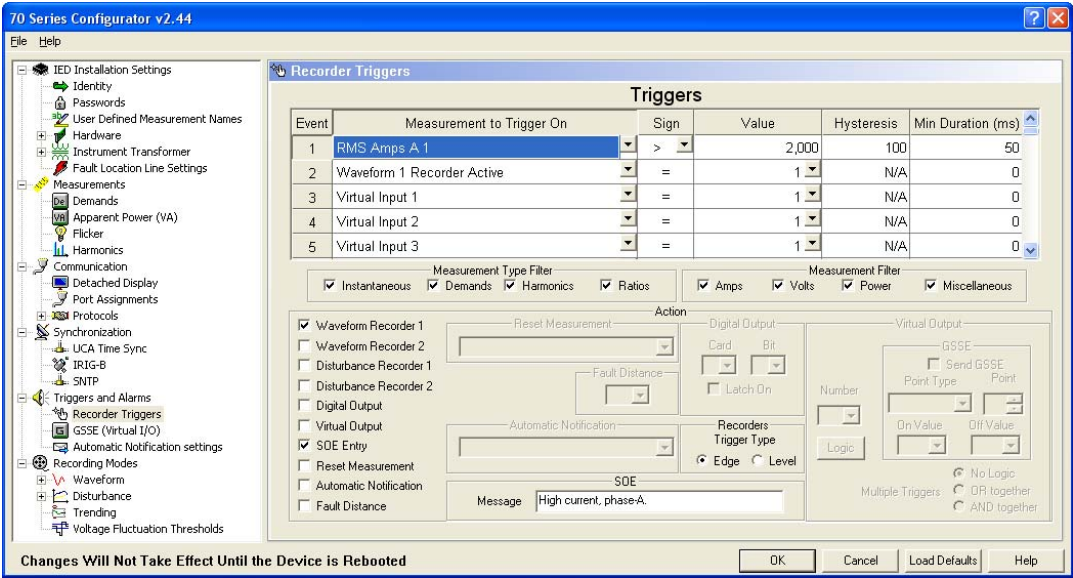 70 Series Configurator v2.44
File Help
IED Installation Settings
Identity
Passwords
User Defined Measurement Names
Hardware
Instrument Transformer
Fault Location Line Settings
Measurements
De Demands
VA Apparent Power (VA)
Flicker
Harmonics
Communication
Detached Display
Port Assignments
Protocols
Synchronization
UCA Time Sync
IRIG-B
SNTP
Triggers and Alarms
Recorder Triggers
G GSSE (Virtual I/O)
Automatic Notification settings
Recording Modes
Waveform
Disturbance
Trending
Voltage Fluctuation Thresholds
Recorder Triggers
Triggers
Event Measurement to Trigger On Sign Value Hysteresis Min Duration (ms)
1 RMS Amps A 1 > 2,000 100 50
2 Waveform 1 Recorder Active = 1 N/A 0
3 Virtual Input 1 = 1 N/A 0
4 Virtual Input 2 = 1 N/A 0
5 Virtual Input 3 = 1 N/A 0
Measurement Type Filter
Instantaneous Demands Harmonics Ratios
Measurement Filter
Amps Volts Power Miscellaneous
Action
Waveform Recorder 1
Waveform Recorder 2
Disturbance Recorder 1
Disturbance Recorder 2
Digital Output
Virtual Output
SOE Entry
Reset Measurement
Automatic Notification
Fault Distance
Reset Measurement
Fault Distance
Automatic Notification
Digital Output
Card Bit
Latch On
Recorders
Trigger Type
Edge Level
SOE
Message High current, phase-A.
Virtual Output
Number
Logic
GSSE
Send GSSE
Point Type Point
On Value Off Value
Multiple Triggers
No Logic
OR together
AND together
Changes Will Not Take Effect Until the Device is Rebooted
OK Cancel Load Defaults Help